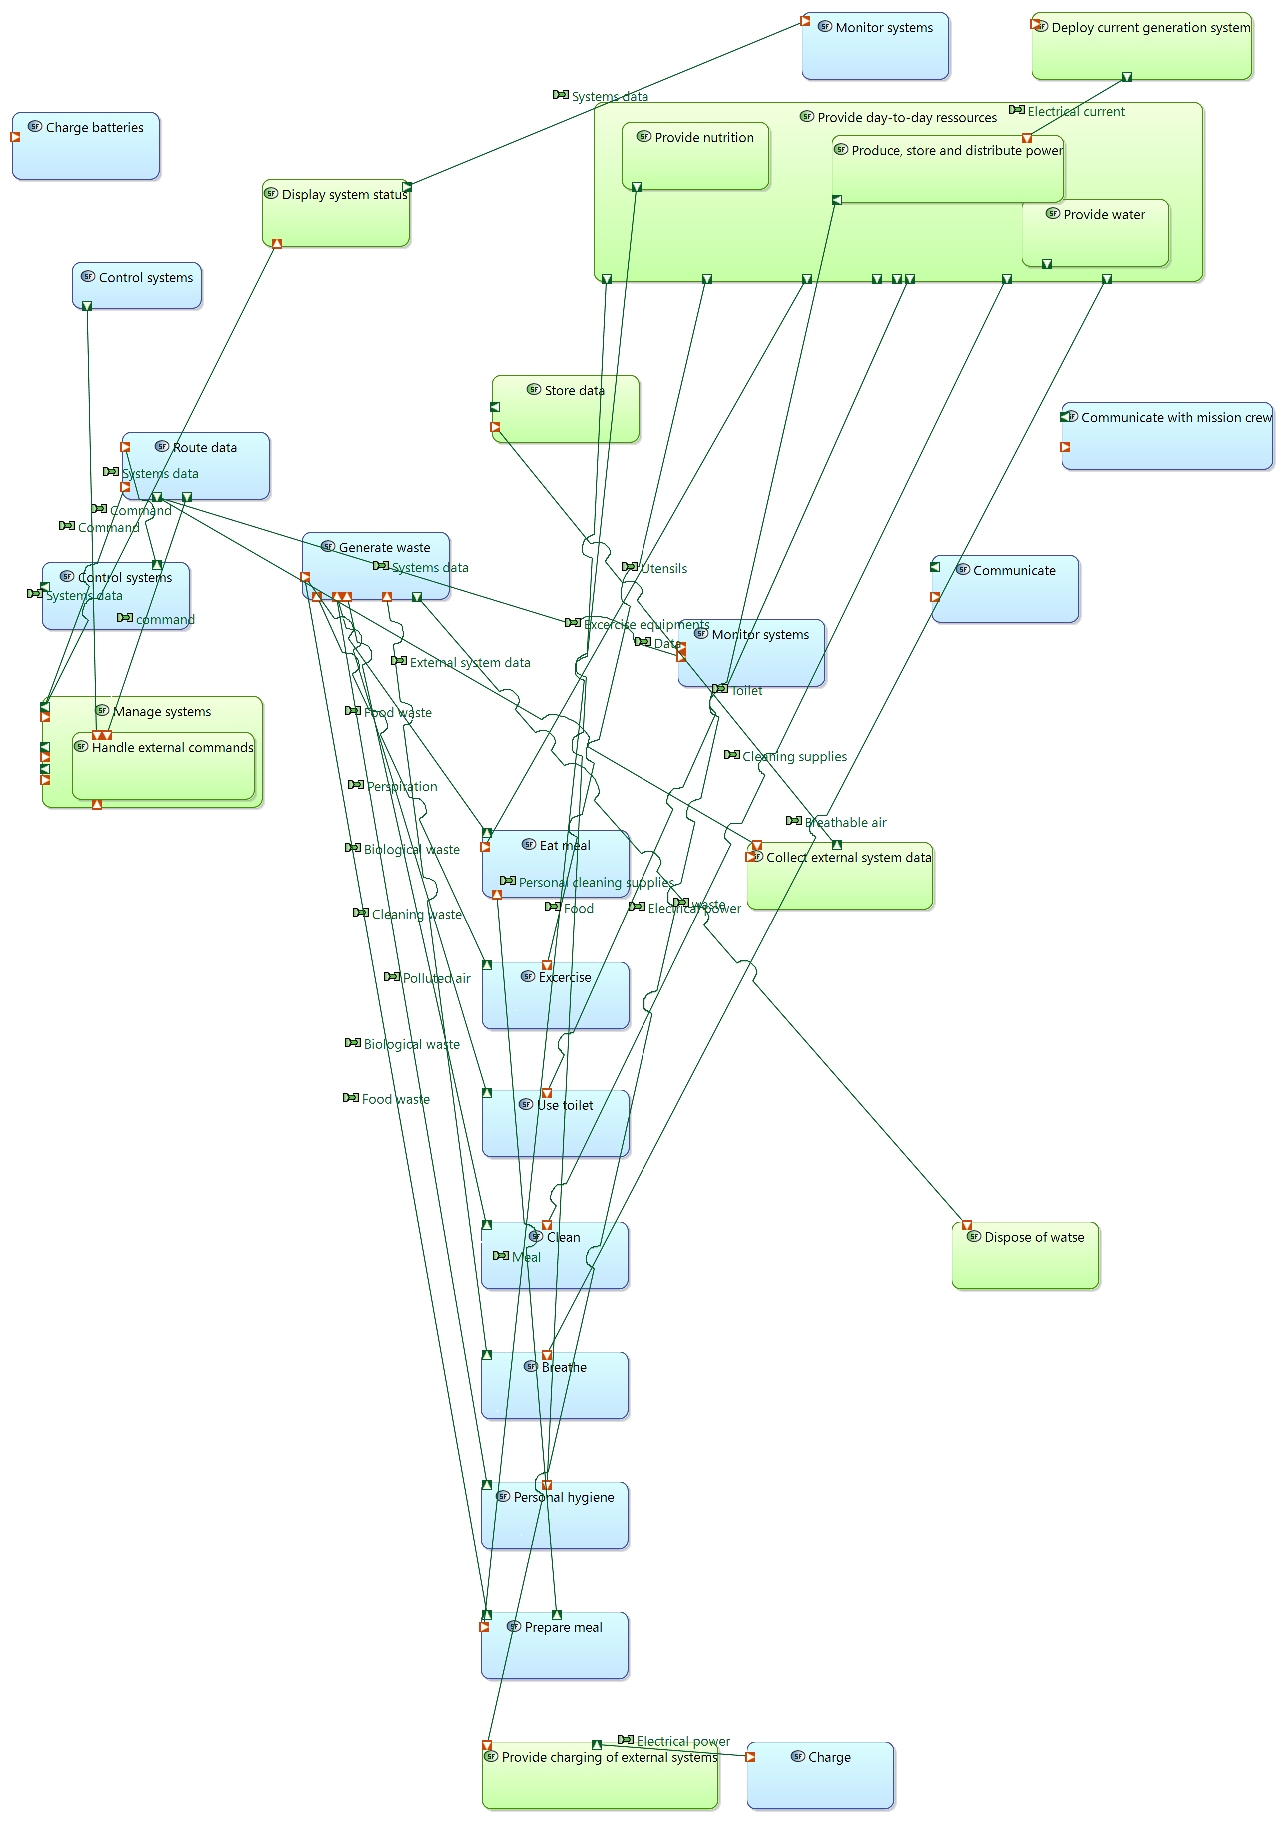 Monitor systems
Deploy current generation system
Systems data
Electrical current
Provide day-to-day ressources
Charge batteries
Provide nutrition
Produce, store and distribute power
Display system status
Provide water
Control systems
Store data
Communicate with mission crew
Route data
Systems data
Command
Command
Generate waste
Systems data
Utensils
Communicate
Control systems
Systems data
command
Excercise equipments
Monitor systems
Data
External system data
Toilet
Manage systems
Food waste
Handle external commands
Cleaning supplies
Perspiration
Breathable air
Eat meal
Biological waste
Collect external system data
Personal cleaning supplies
Food
Electrical power
waste
Cleaning waste
Polluted air
Excercise
Biological waste
Food waste
Use toilet
Clean
Dispose of watse
Meal
Breathe
Personal hygiene
Prepare meal
Electrical power
Provide charging of external systems
Charge